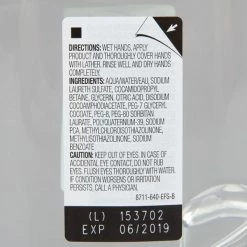 DIRECTIONS: WET HANDS, APPLY
PRODUCT AND THOROUGHLY COVER HANDS
WITH LATHER. RINSE WELL AND DRY HANDS
COMPLETELY.
INGREDIENTS: AQUA/WATER/EAU, SODIUM
LAURETH SULFATE, COCAMIDOPROPYL
BETAINE, GLYCERIN, CITRIC ACID, DISODIUM
COCOAMPHODIACETATE, PEG-7 GLYCERYL
COCOATE, PEG-8, PEG-80 SORBITAN
LAURATE, POLYQUATERNIUM-39, SODIUM
PCA, METHYLCHLOROISOTHIAZOLINONE,
METHYLISOTHIAZOLINONE, SODIUM
BENZOATE
CAUTION: KEEP OUT OF EYES. IN CASE OF
ACCIDENTAL EYE CONTACT, DO NOT RUB
EYES. FLUSH EYES THOROUGHLY WITH WATER.
IF CONDITION WORSENS OR IRRITATION
PERSISTS, CALL A PHYSICIAN.
8711-640-EFS-B
(L) 153702
EXP 06/2019